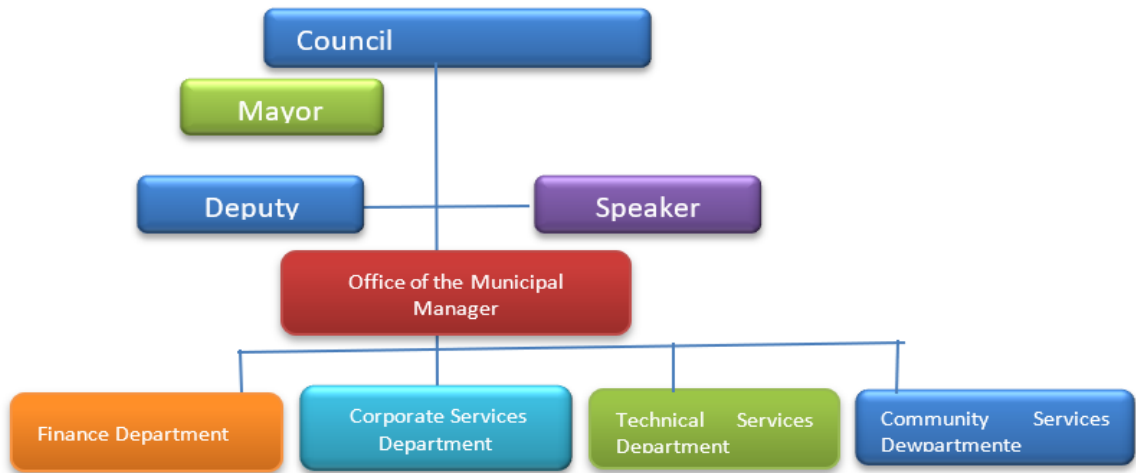 Council
Mayor
Deputy
Speaker
Office of the Municipal
Manager
Finance Department
Corporate Services
Department
Technical Services
Department
Community Services
Dewpartmente